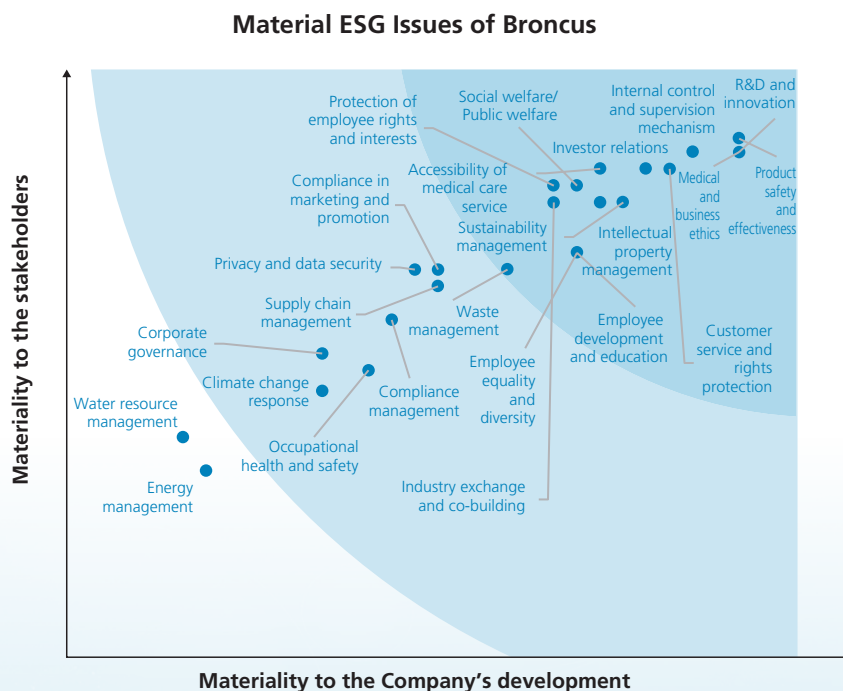 Material ESG Issues of Broncus
Materiality to the stakeholders
Protection of
employee rights
and interests
Social welfare/
Public welfare
Internal control
and supervision
mechanism
R&D and
innovation
Investor relations
Accessibility of
medical care
service
Medical
and
business
ethics
Product
safety
and
effectiveness
Compliance in
marketing and
promotion
Sustainability
management
Intellectual
property
management
Privacy and data security
Supply chain
management
Waste
management
Employee
development
and education
Customer
service and
rights
protection
Corporate
governance
Climate change
response
Compliance
management
Employee
equality
and
diversity
Water resource
management
Occupational
health and safety
Energy
management
Industry exchange
and co-building
Materiality to the Company's development